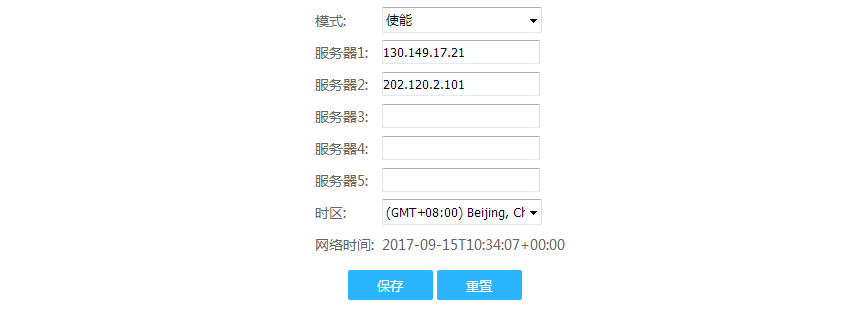 模式: 使能
服务器1: 130.149.17.21
服务器2: 202.120.2.101
服务器3:
服务器4:
服务器5:
时区: (GMT+08:00) Beijing, Ch
网络时间: 2017-09-15T10:34:07+00:00
保存 重置